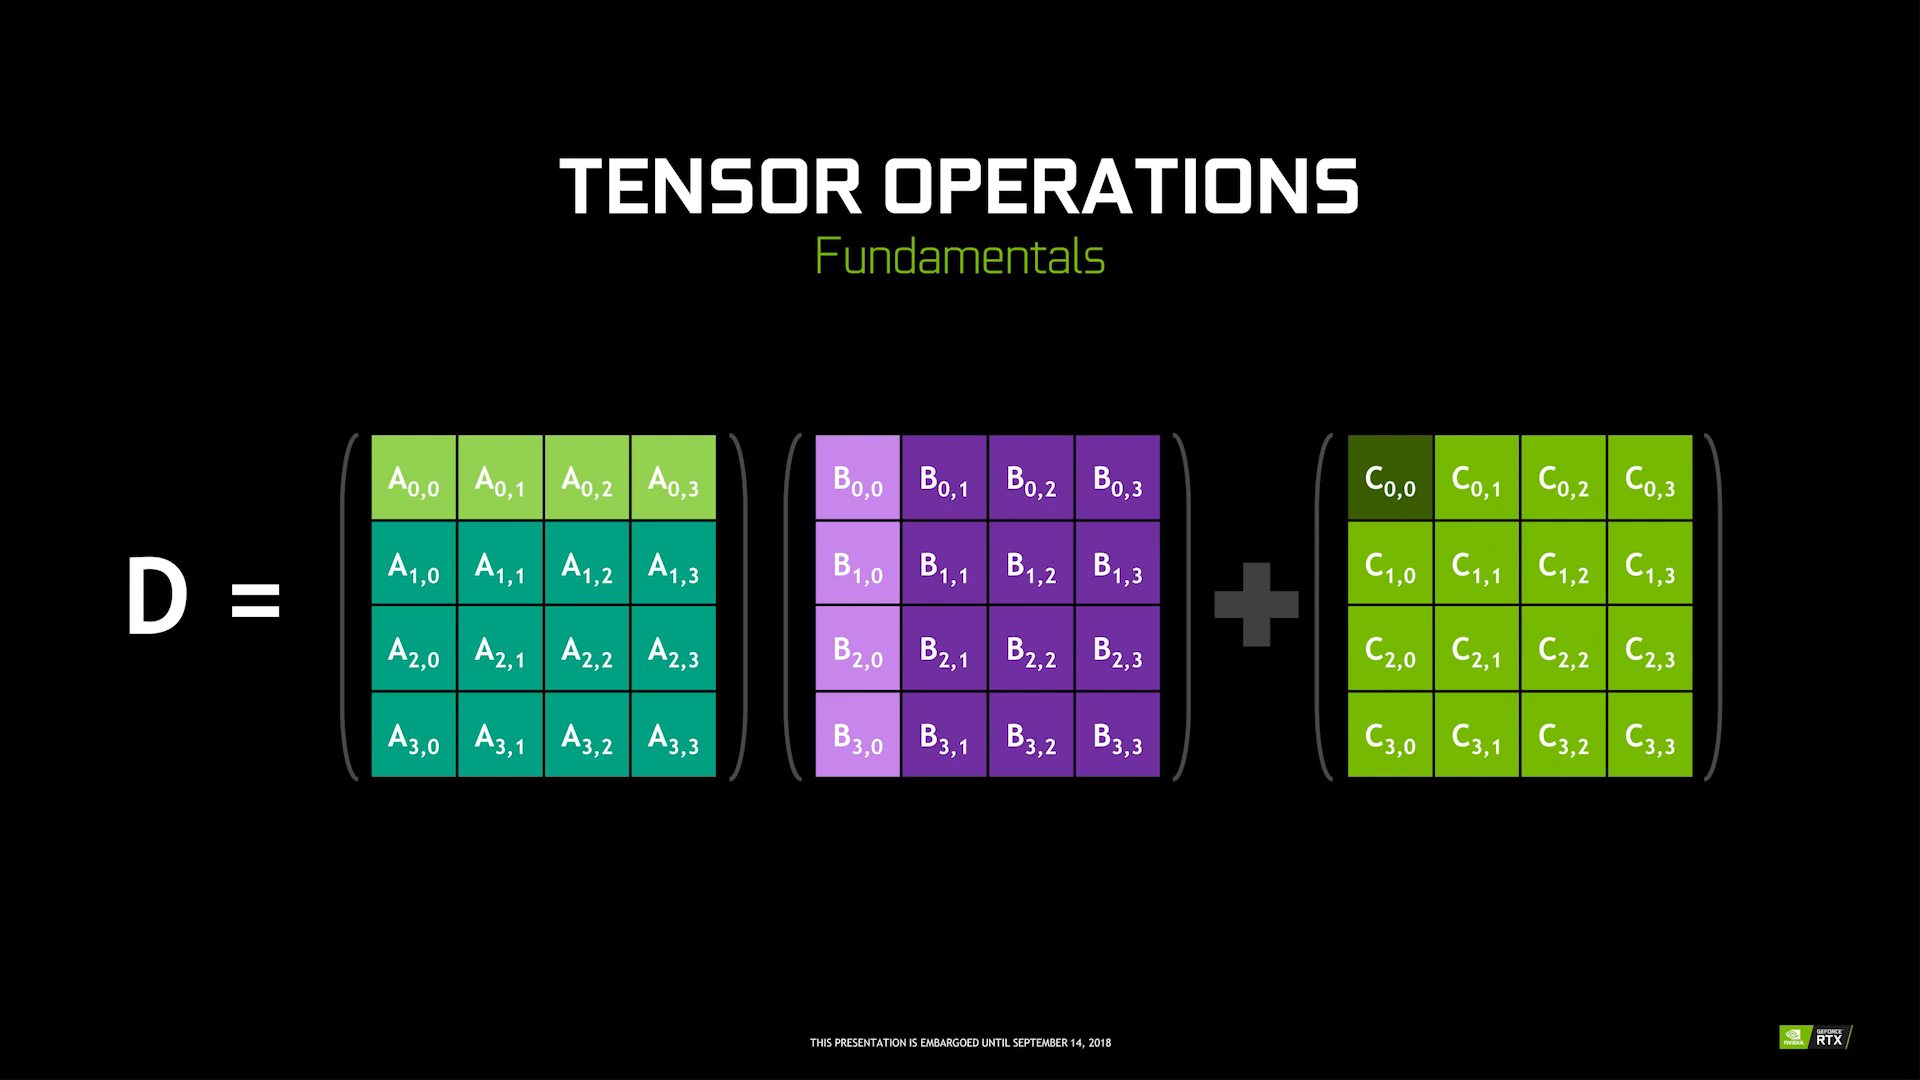 TENSOR OPERATIONS
Fundamentals
D =
A0,0 A0,1 A0,2 A0,3 B0,0 B0,1 B0,2 B0,3 C0,0 C0,1 C0,2 C0,3
A1,0 A1,1 A1,2 A1,3 B1,0 B1,1 B1,2 B1,3 C1,0 C1,1 C1,2 C1,3
+
A2,0 A2,1 A2,2 A2,3 B2,0 B2,1 B2,2 B2,3 C2,0 C2,1 C2,2 C2,3
A3,0 A3,1 A3,2 A3,3 B3,0 B3,1 B3,2 B3,3 C3,0 C3,1 C3,2 C3,3
THIS PRESENTATION IS EMBARGOED UNTIL SEPTEMBER 14, 2018
NVIDIA
GEFORCE
RTX